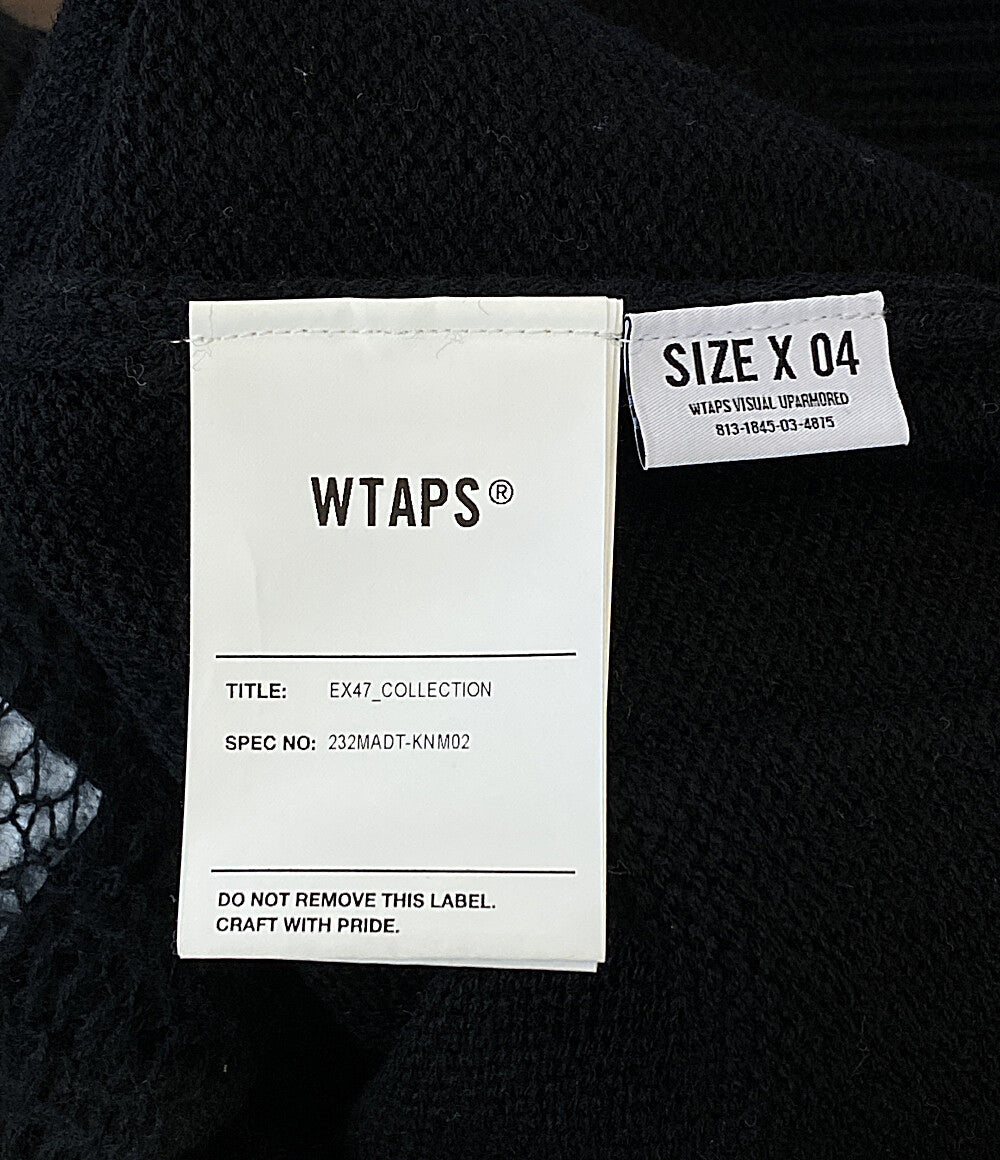 SIZE X 04
WTAPS VISUAL UPARMORED
813-1845-03-4875
WTAPS®
TITLE: EX47_COLLECTION
SPEC NO: 232MADT-KNM02
DO NOT REMOVE THIS LABEL.
CRAFT WITH PRIDE.